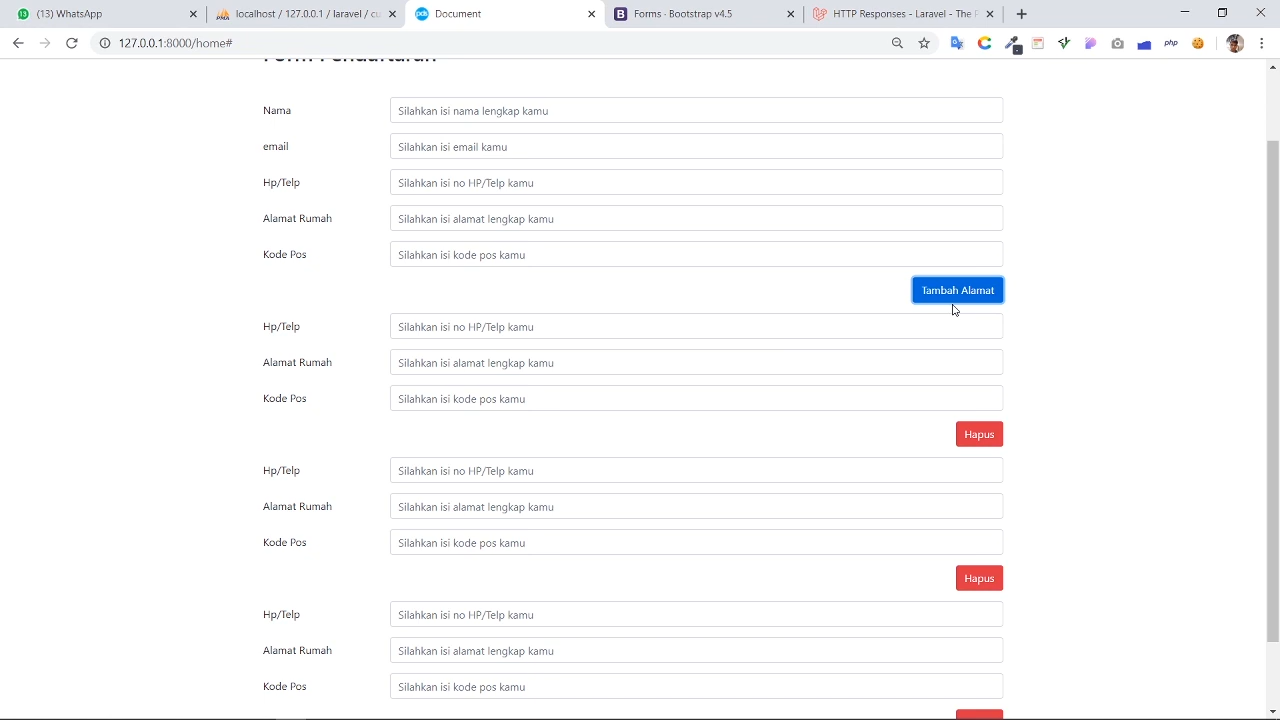 (13) WhatsApp
localhost / 127.0.0.1 / laravel / cu
Document
Forms · Bootstrap v4.5
HTTP Responses - Laravel - The F
127.0.0.1:8000/home#
php
Form Pendaftaran
Nama Silahkan isi nama lengkap kamu
email Silahkan isi email kamu
Hp/Telp Silahkan isi no HP/Telp kamu
Alamat Rumah Silahkan isi alamat lengkap kamu
Kode Pos Silahkan isi kode pos kamu
Tambah Alamat
Hp/Telp Silahkan isi no HP/Telp kamu
Alamat Rumah Silahkan isi alamat lengkap kamu
Kode Pos Silahkan isi kode pos kamu
Hapus
Hp/Telp Silahkan isi no HP/Telp kamu
Alamat Rumah Silahkan isi alamat lengkap kamu
Kode Pos Silahkan isi kode pos kamu
Hapus
Hp/Telp Silahkan isi no HP/Telp kamu
Alamat Rumah Silahkan isi alamat lengkap kamu
Kode Pos Silahkan isi kode pos kamu